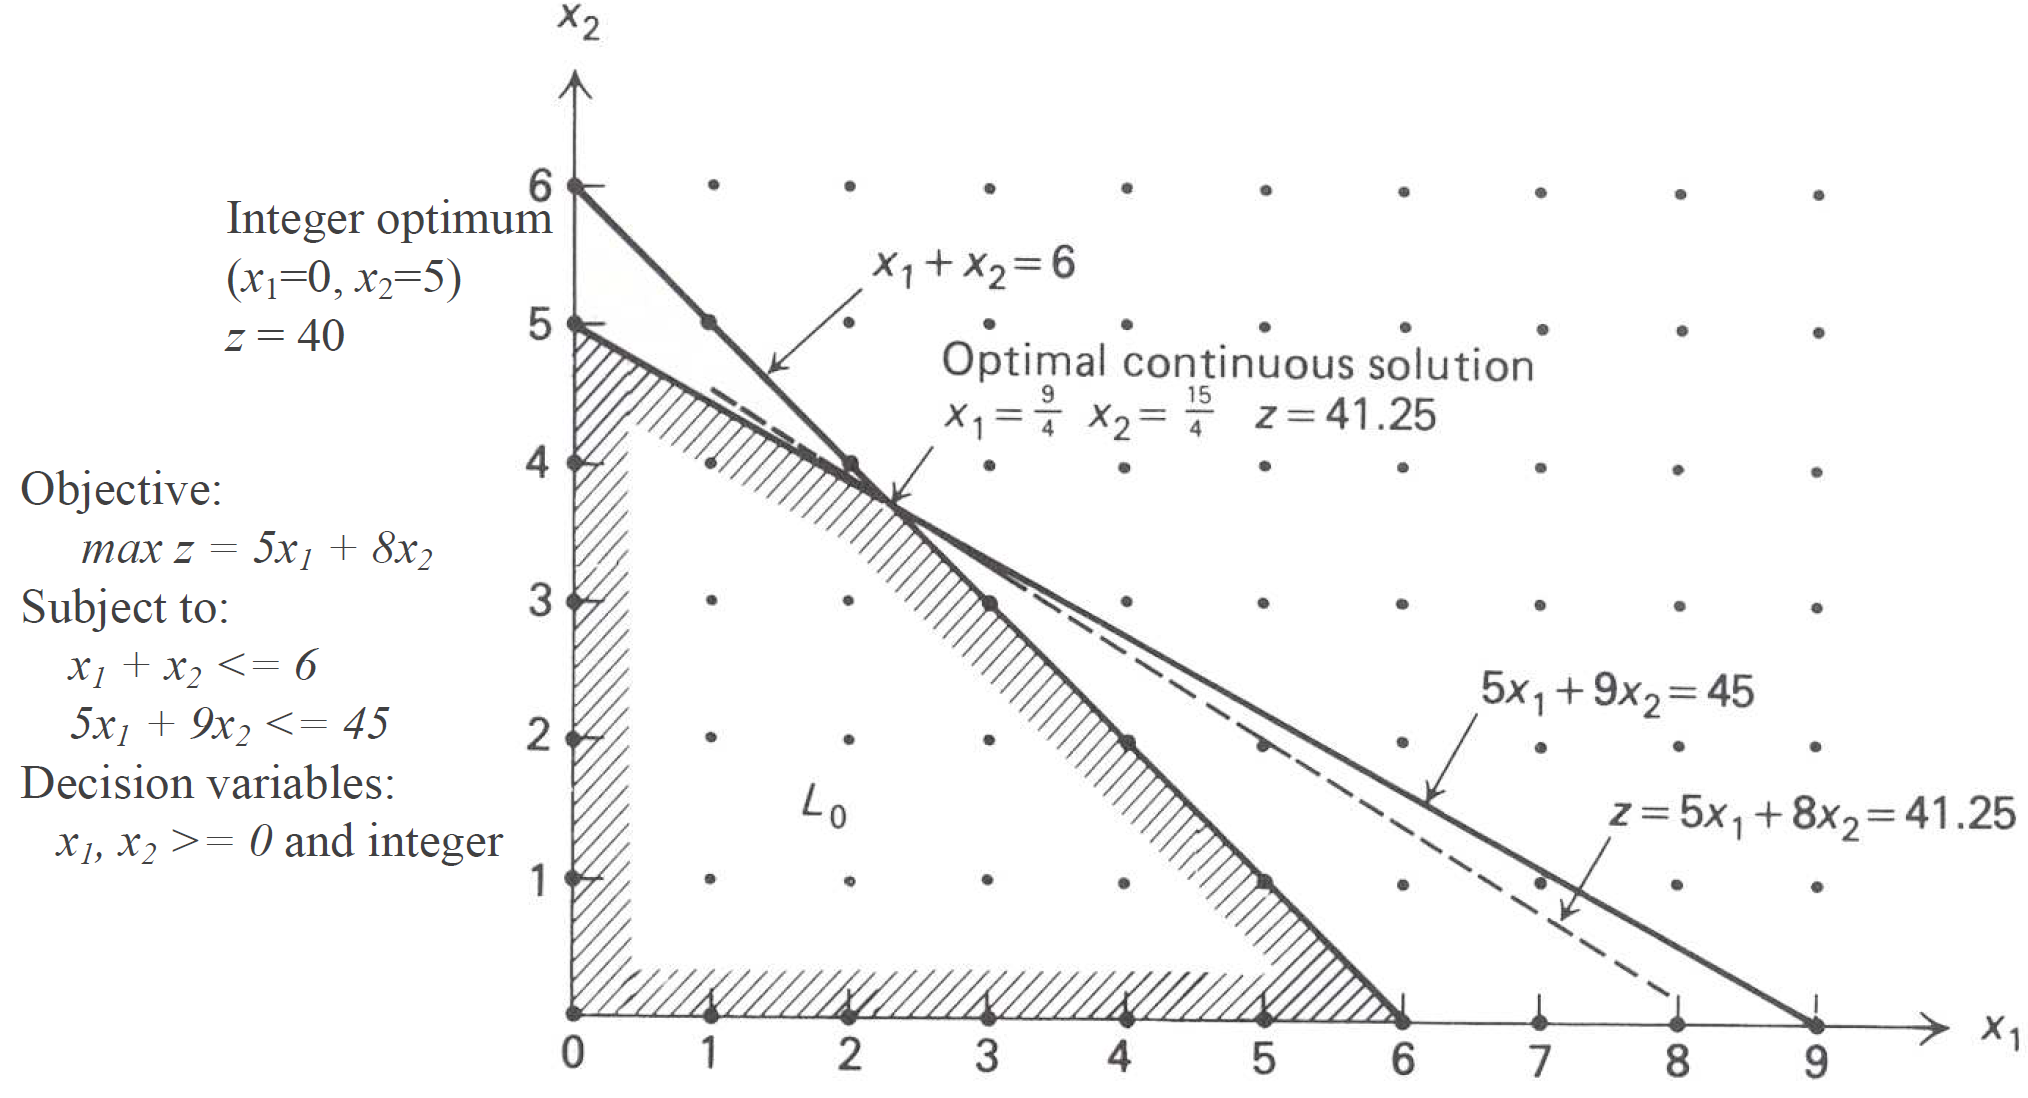 x₂
6
Integer optimum
(x₁=0, x₂=5)
z = 40
x₁ + x₂ = 6
5
Optimal continuous solution
x₁ = 9/4 x₂ = 15/4 z = 41.25
4
Objective:
max z = 5x₁ + 8x₂
Subject to:
x₁ + x₂ <= 6
5x₁ + 9x₂ <= 45
Decision variables:
x₁, x₂ >= 0 and integer
3
5x₁ + 9x₂ = 45
2
L₀
z = 5x₁ + 8x₂ = 41.25
1
0 1 2 3 4 5 6 7 8 9
x₁